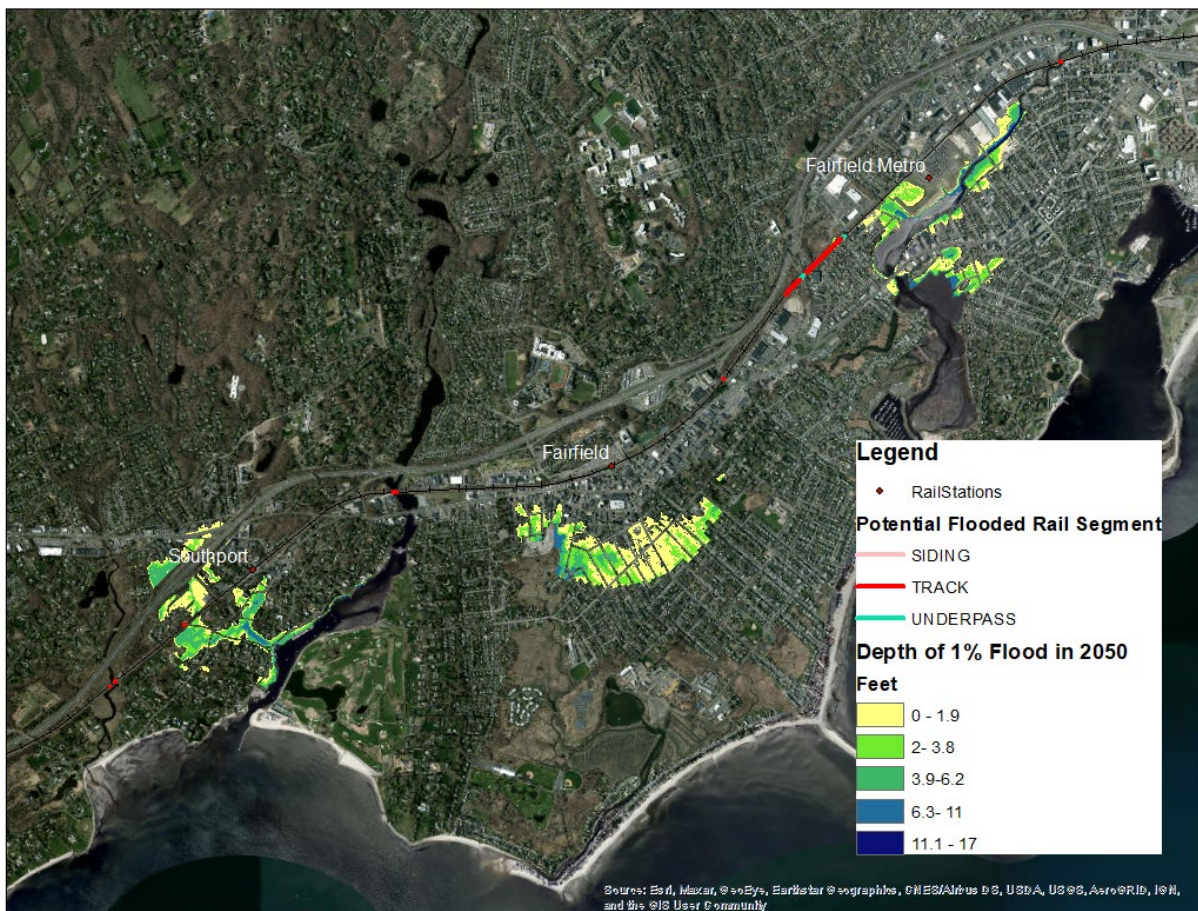 Fairfield Metro
Fairfield
Southport
Legend
RailStations
Potential Flooded Rail Segment
SIDING
TRACK
UNDERPASS
Depth of 1% Flood in 2050
Feet
0 - 1.9
2- 3.8
3.9-6.2
6.3- 11
11.1 - 17
Source: Esri, Maxar, GeoEye, Earthstar Geographics, CNES/Airbus DS, USDA, USGS, AeroGRID, IGN,
and the GIS User Community